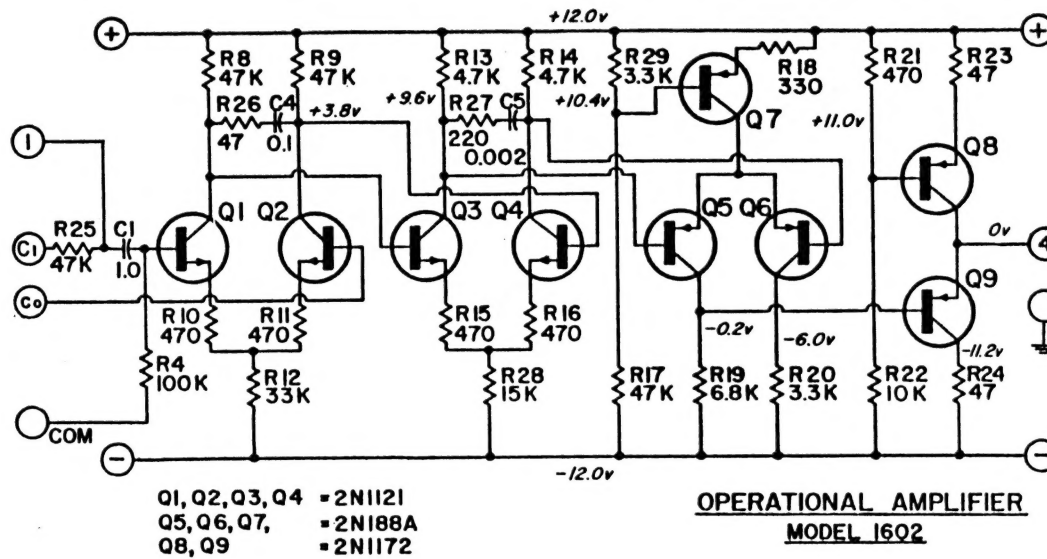 +12.0v
+
+
R8
47K
R9
47K
R13
4.7K
R14
4.7K
R29
3.3K
R18
330
R21
470
R23
47
R26
47
C4
0.1
+3.8v
+9.6v
R27
220
C5
0.002
+10.4v
Q7
+11.0v
Q8
I
R25
47K
CI
C1
1.0
Co
Q1
Q2
Q3
Q4
Q5
Q6
0v
4
Q9
R10
470
R11
470
R15
470
R16
470
-0.2v
-6.0v
-11.2v
R4
100K
R12
33K
R28
15K
R17
47K
R19
6.8K
R20
3.3K
R22
10K
R24
47
COM
-
-12.0v
-
Q1, Q2, Q3, Q4 = 2N1121
Q5, Q6, Q7, = 2N188A
Q8, Q9 = 2N1172
OPERATIONAL AMPLIFIER
MODEL 1602